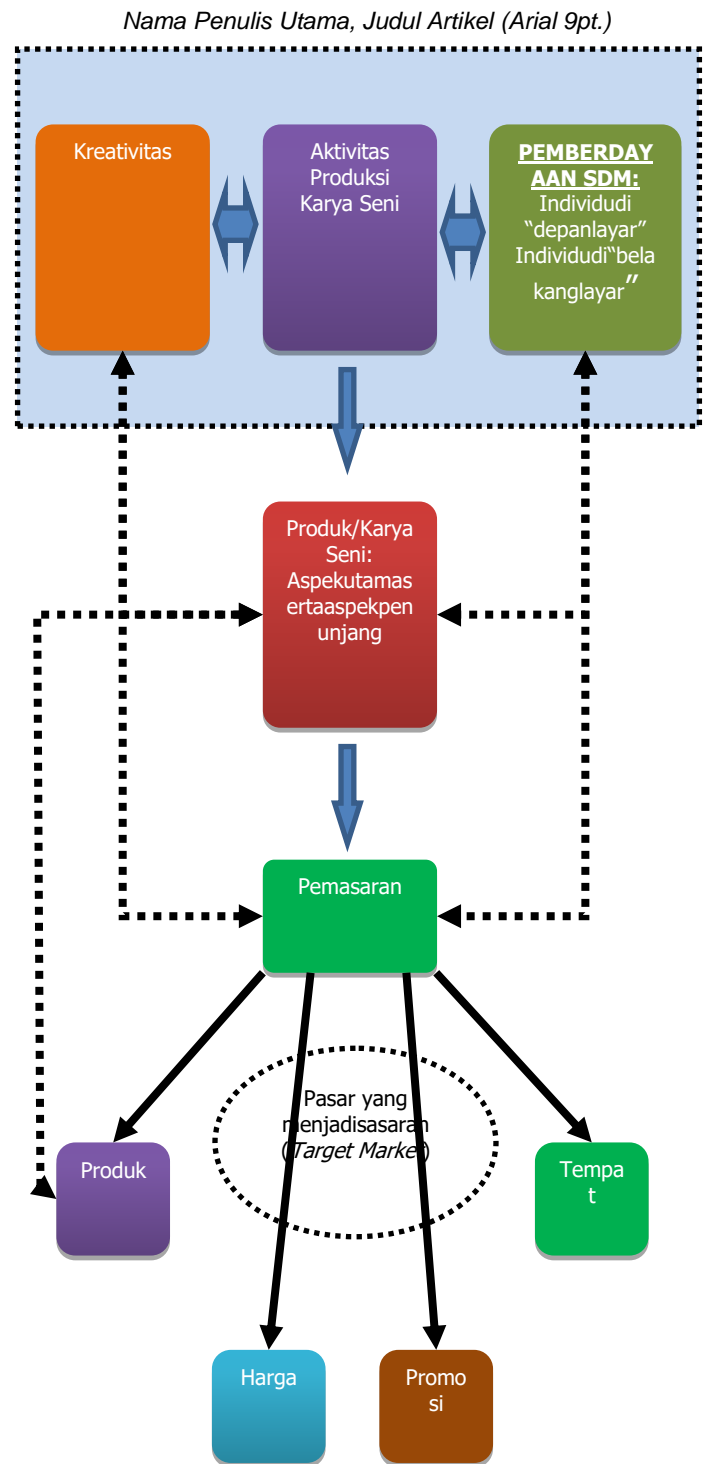 Nama Penulis Utama, Judul Artikel (Arial 9pt.)
Kreativitas
Aktivitas
Produksi
Karya Seni
PEMBERDAY
AAN SDM:
Individudi
“depanlayar”
Individudi“bela
kanglayar”
Produk/Karya
Seni:
Aspekutamas
ertaaspekpen
unjang
Pemasaran
Pasar yang
menjadisasaran
(Target Market)
Produk
Tempa
t
Harga
Promo
si